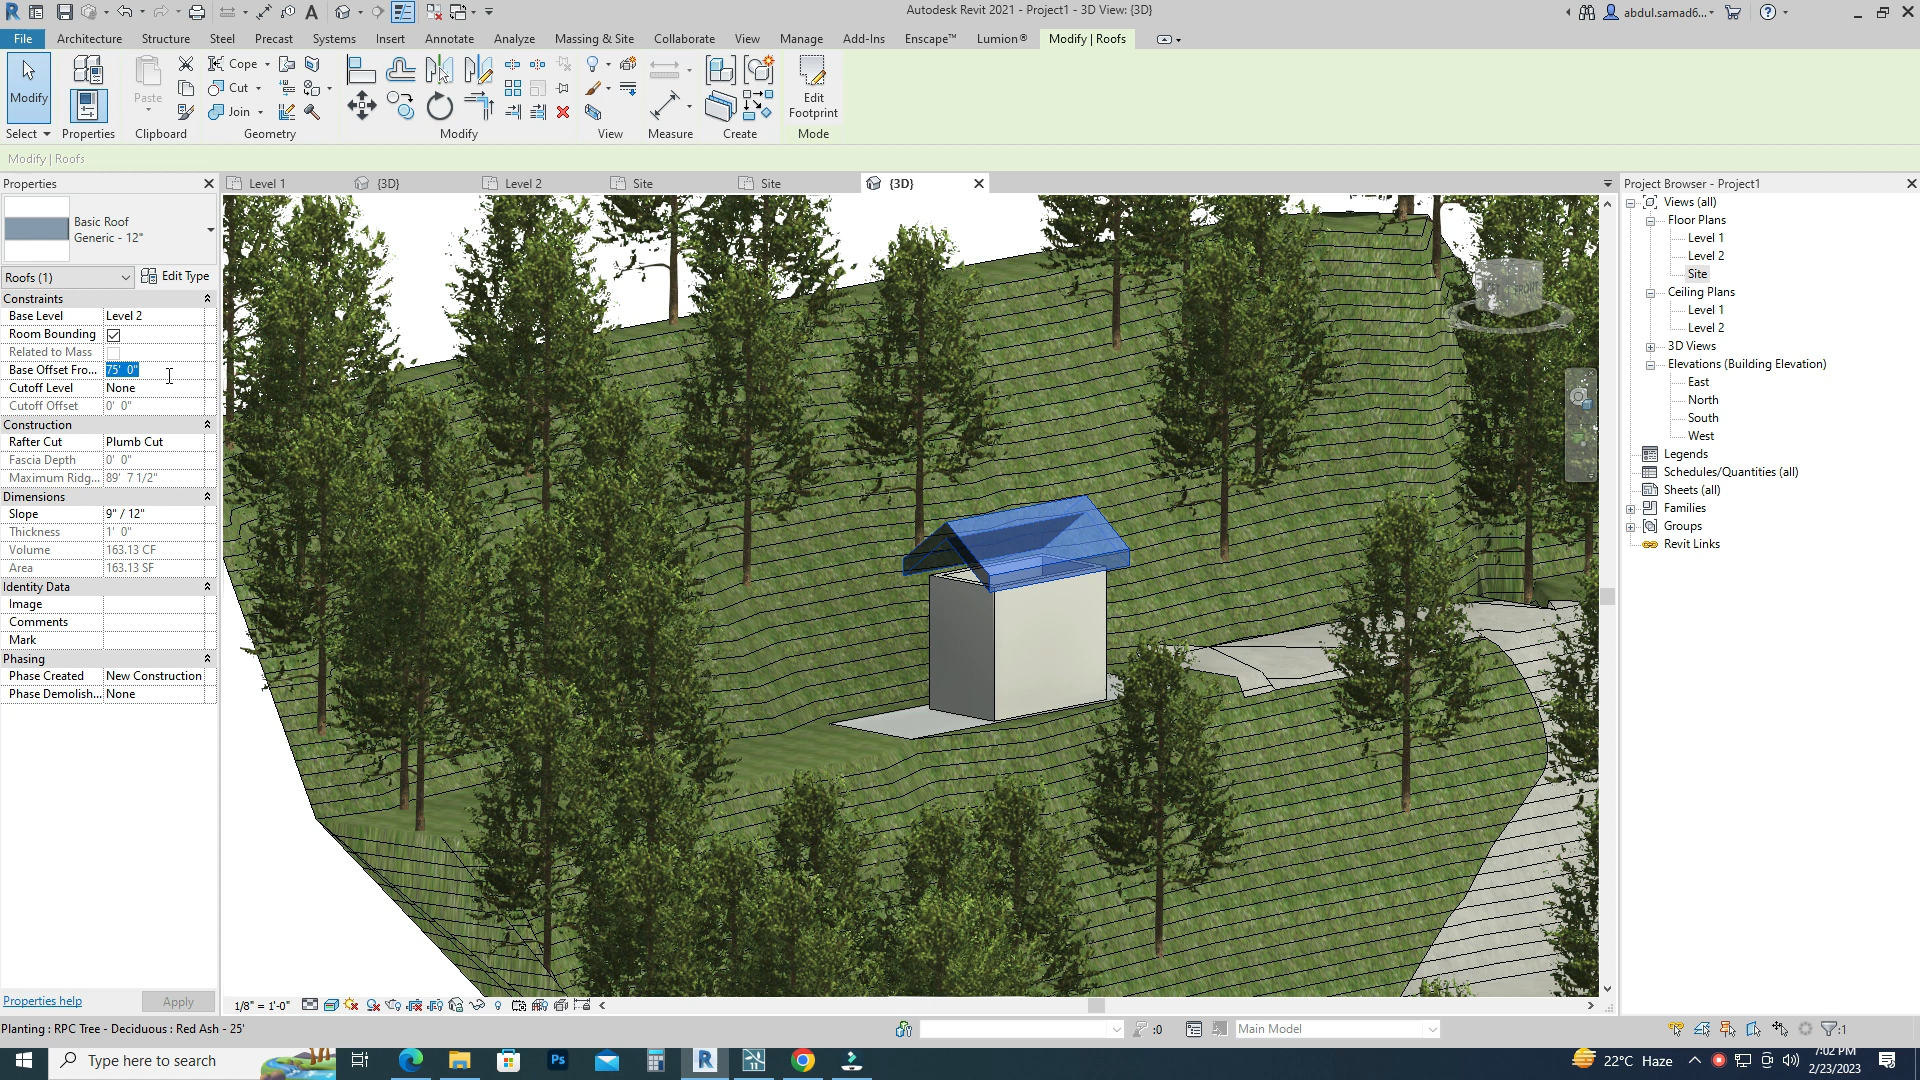 Autodesk Revit 2021 - Project1 - 3D View: {3D}
abdul.samad6...
File Architecture Structure Steel Precast Systems Insert Annotate Analyze Massing & Site Collaborate View Manage Add-Ins Enscape™ Lumion® Modify | Roofs
Modify
Paste
Cope
Cut
Join
Edit
Footprint
Select Properties Clipboard Geometry Modify View Measure Create Mode
Modify | Roofs
Properties
Level 1 {3D} Level 2 Site Site {3D}
Project Browser - Project1
Basic Roof
Generic - 12"
Roofs (1) Edit Type
Constraints
Base Level Level 2
Room Bounding
Related to Mass
Base Offset Fro... 75' 0"
Cutoff Level None
Cutoff Offset 0' 0"
Construction
Rafter Cut Plumb Cut
Fascia Depth 0' 0"
Maximum Ridg... 89' 7 1/2"
Dimensions
Slope 9" / 12"
Thickness 1' 0"
Volume 163.13 CF
Area 163.13 SF
Identity Data
Image
Comments
Mark
Phasing
Phase Created New Construction
Phase Demolish... None
Properties help Apply
FRONT
Views (all)
Floor Plans
Level 1
Level 2
Site
Ceiling Plans
Level 1
Level 2
3D Views
Elevations (Building Elevation)
East
North
South
West
Legends
Schedules/Quantities (all)
Sheets (all)
Families
Groups
Revit Links
1/8" = 1'-0"
Planting : RPC Tree - Deciduous : Red Ash - 25'
:0
Main Model
:1
Type here to search
22°C Haze
7:02 PM
2/23/2023